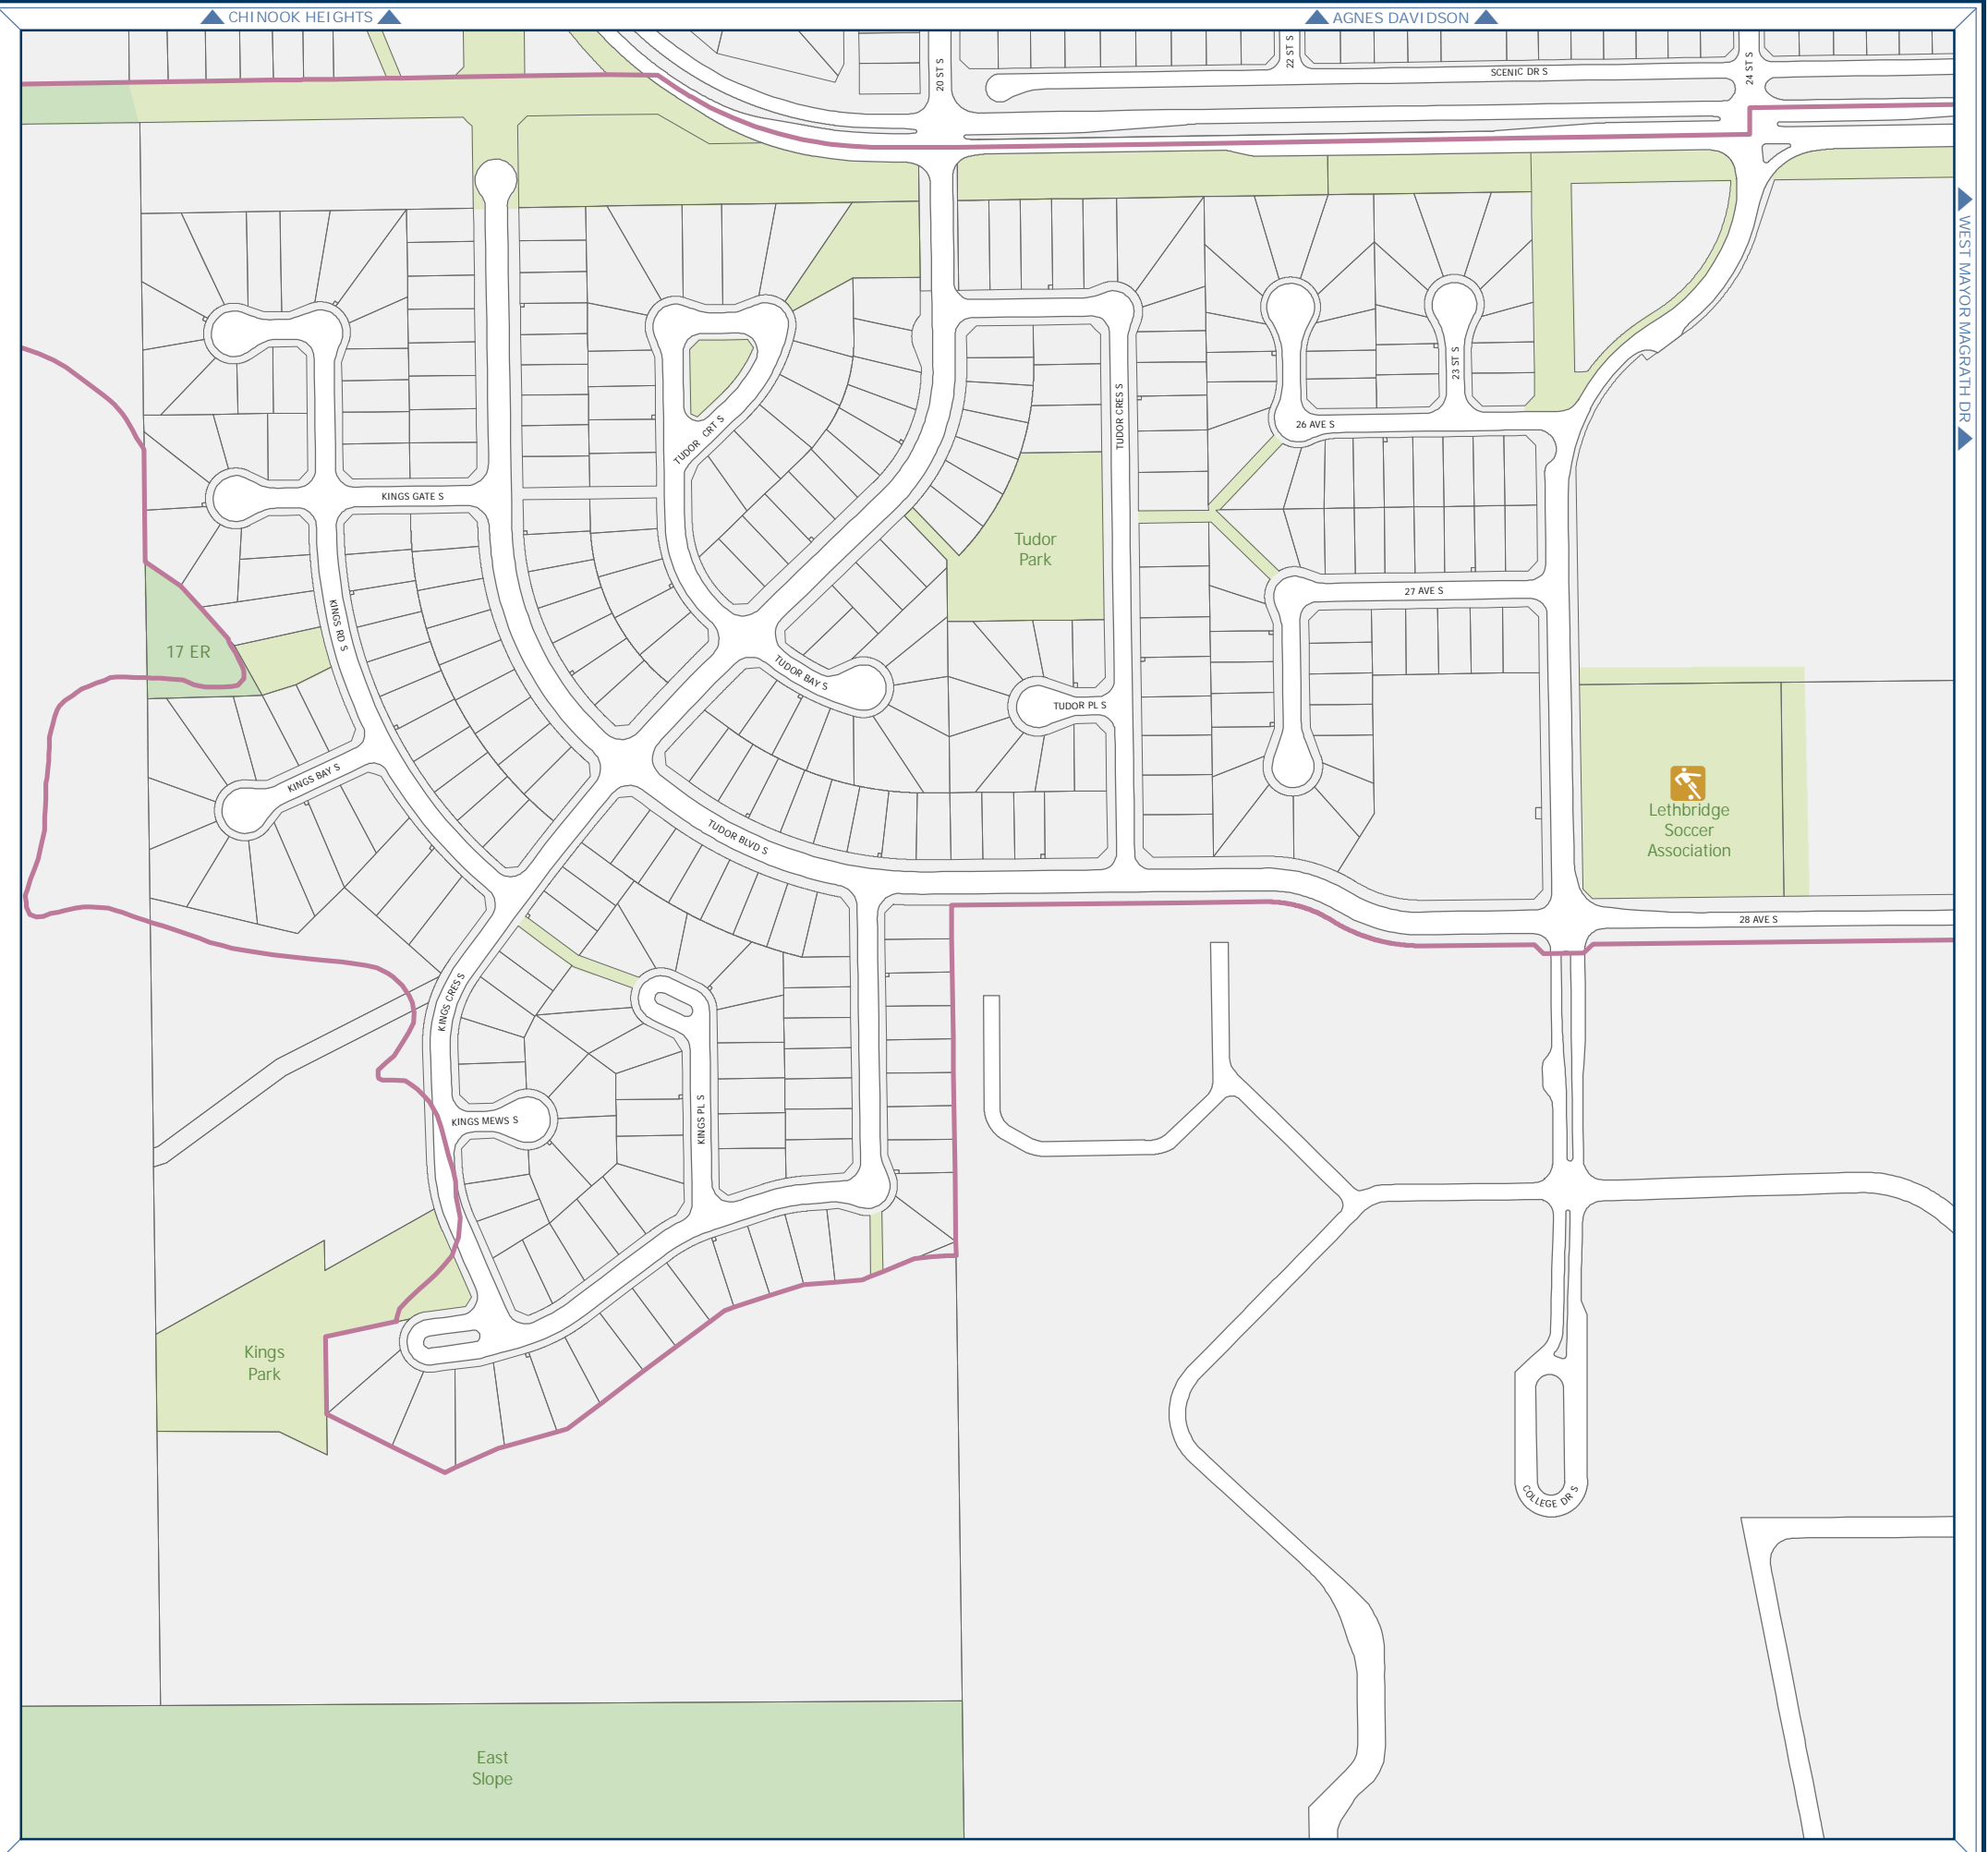 CHINOOK HEIGHTS
AGNES DAVIDSON
20 ST S
22 ST S
24 ST S
SCENIC DR S
WEST MAYOR MAGRATH DR
23 ST S
TUDOR CRES S
26 AVE S
TUDOR CRT S
KINGS GATE S
Tudor
Park
27 AVE S
KINGS RD S
17 ER
TUDOR BAY S
TUDOR PL S
KINGS BAY S
TUDOR BLVD S
Lethbridge
Soccer
Association
28 AVE S
KINGS CRES S
KINGS MEWS S
KINGS PL S
Kings
Park
COLLEGE DR S
East
Slope